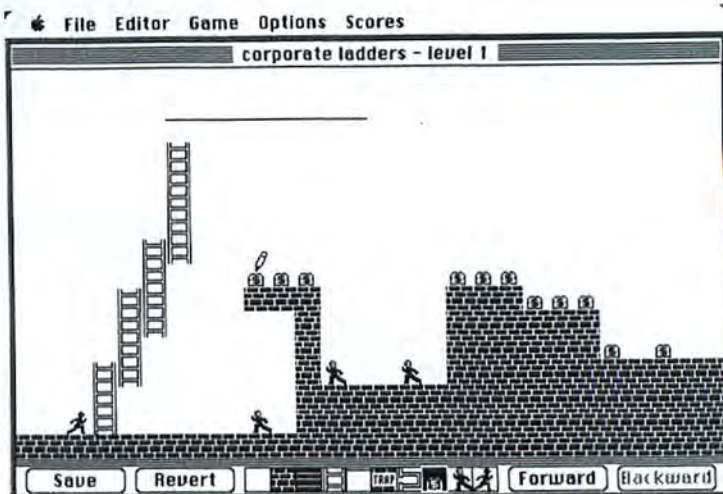 File Editor Game Options Scores
corporate ladders - level 1
$ $ $ $ $ $
$ $ $
$ $
Save Revert TRAP Forward Backward